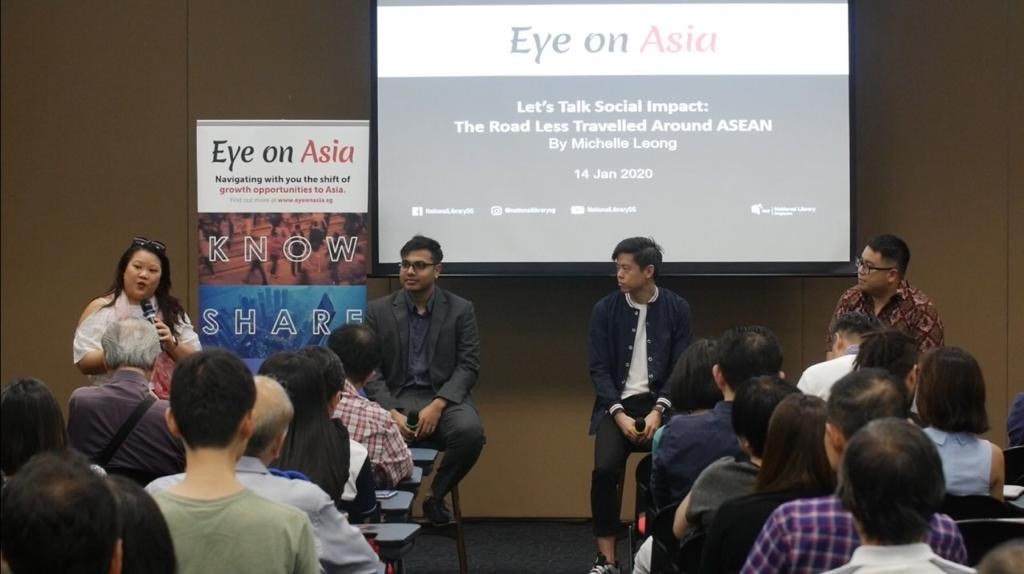 Eye on Asia
Let's Talk Social Impact:
The Road Less Travelled Around ASEAN
By Michelle Leong
14 Jan 2020
NationalLibrarySG
@nationallibrarysg
NationalLibrarySG
National Library
Singapore
Eye on Asia
Navigating with you the shift of
growth opportunities to Asia.
Find out more at www.eyeonasia.sg
KNOW
SHARE